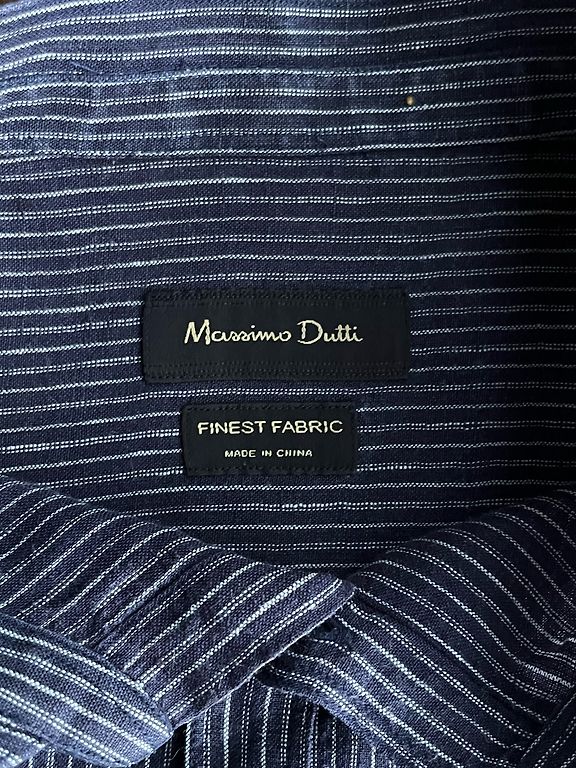 Massimo Dutti
FINEST FABRIC
MADE IN CHINA